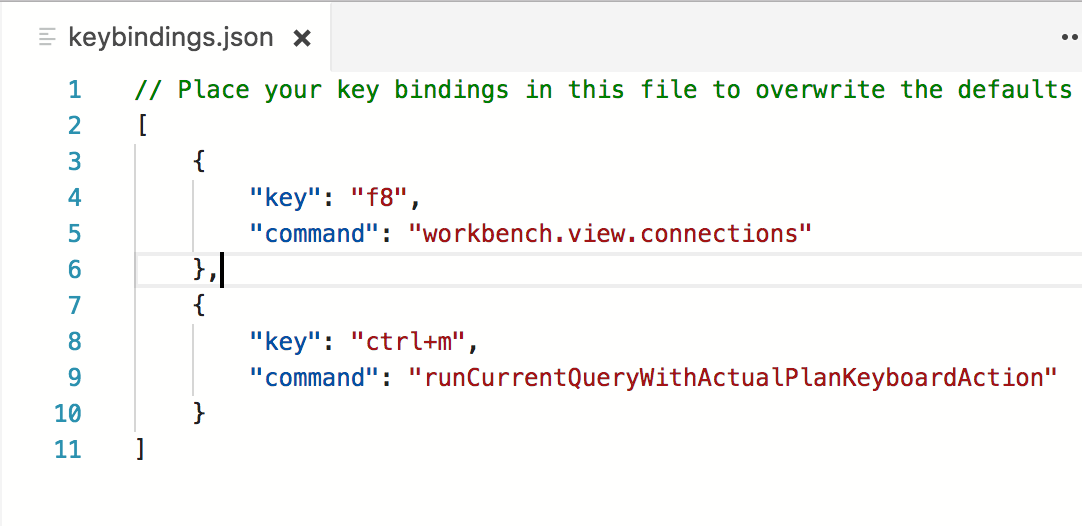 keybindings.json
1 // Place your key bindings in this file to overwrite the defaults
2 [
3 {
4 "key": "f8",
5 "command": "workbench.view.connections"
6 },
7 {
8 "key": "ctrl+m",
9 "command": "runCurrentQueryWithActualPlanKeyboardAction"
10 }
11 ]